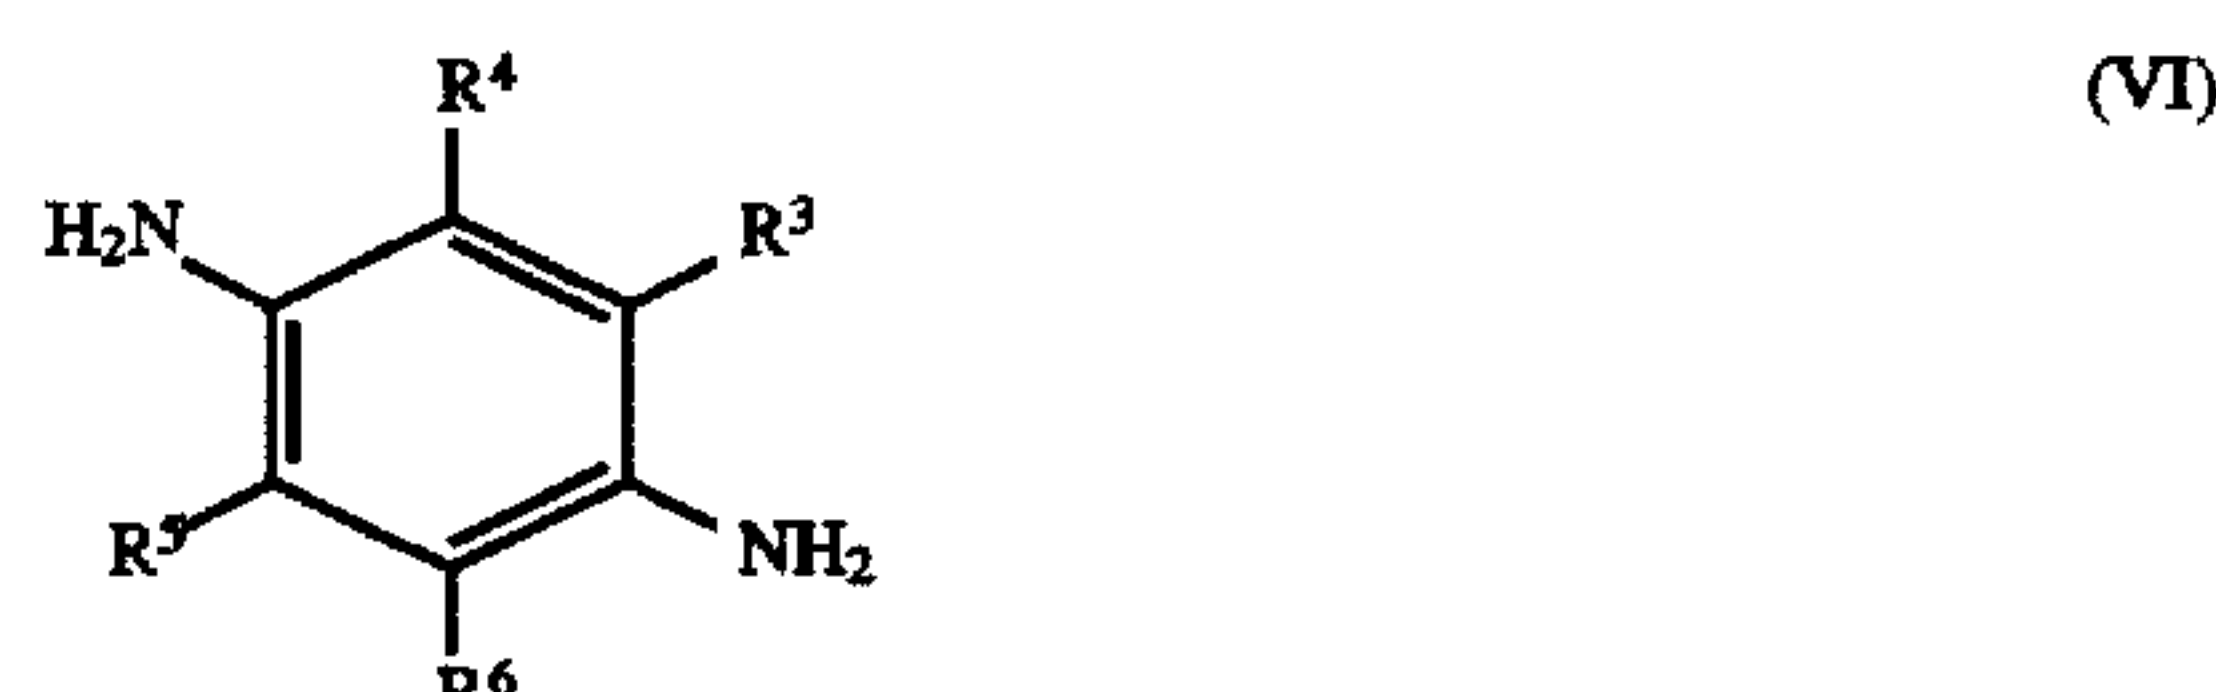 R⁴ (VI)
H₂N R³
R⁵ NH₂
R⁶